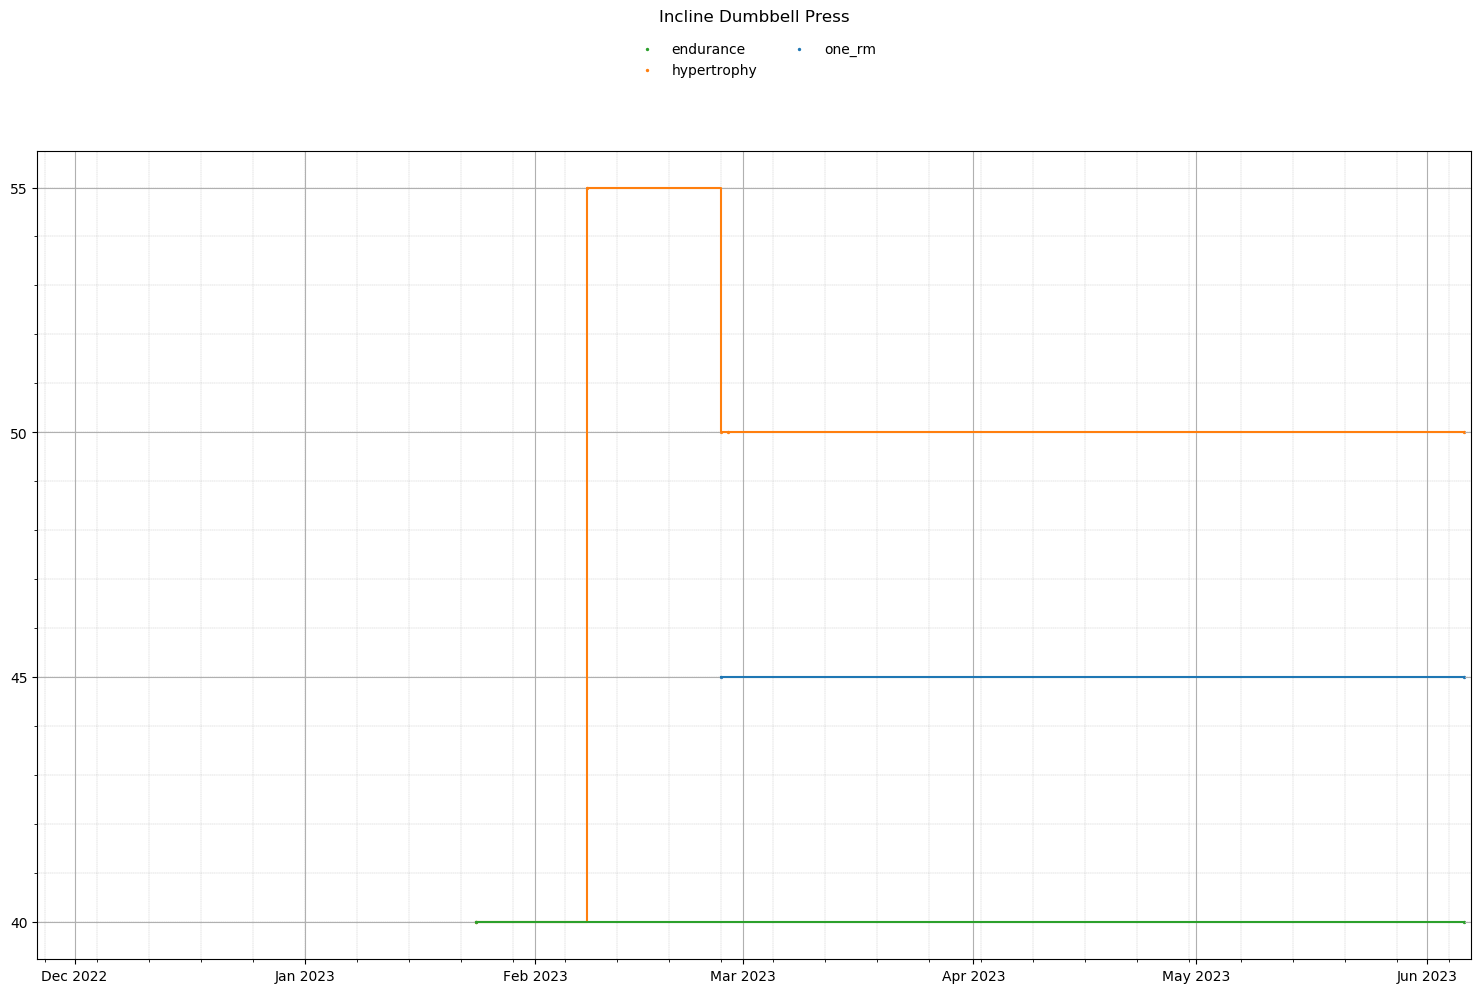 Incline Dumbbell Press
endurance one_rm
hypertrophy
55
50
45
40
Dec 2022 Jan 2023 Feb 2023 Mar 2023 Apr 2023 May 2023 Jun 2023